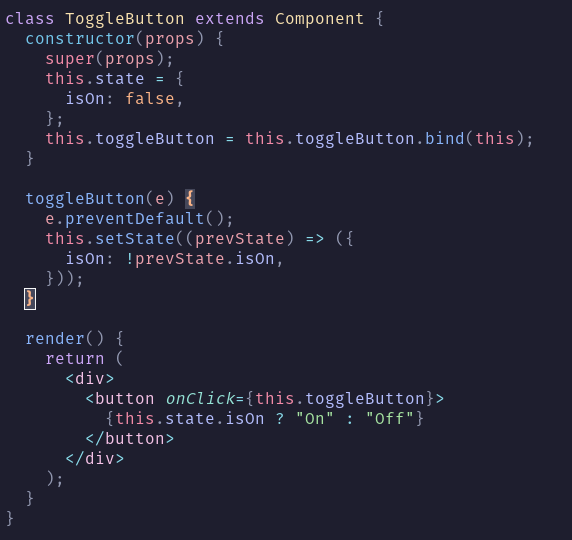 class ToggleButton extends Component {
  constructor(props) {
    super(props);
    this.state = {
      isOn: false,
    };
    this.toggleButton = this.toggleButton.bind(this);
  }

  toggleButton(e) {
    e.preventDefault();
    this.setState((prevState) => ({
      isOn: !prevState.isOn,
    }));
  }

  render() {
    return (
      <div>
        <button onClick={this.toggleButton}>
          {this.state.isOn ? "On" : "Off"}
        </button>
      </div>
    );
  }
}